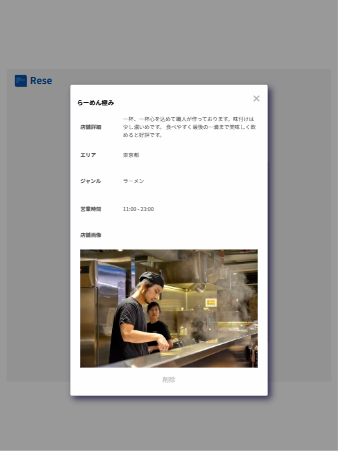 Rese
×
らーめん極み
店舗詳細
一杯、一杯心を込めて職人が作っております。味付けは
少し濃いめです。 食べやすく最後の一滴まで美味しく飲
めると好評です。
エリア
東京都
ジャンル
ラーメン
営業時間
11:00 - 23:00
店舗画像
削除